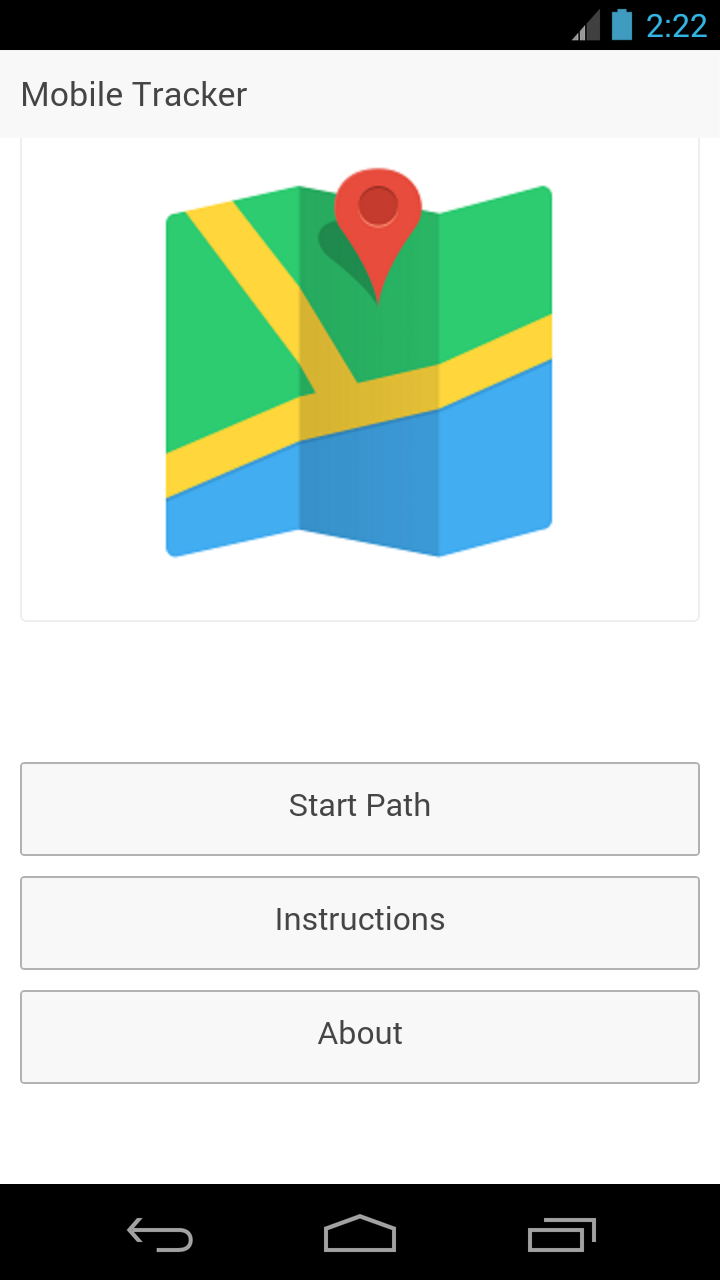 2:22
Mobile Tracker
Start Path
Instructions
About